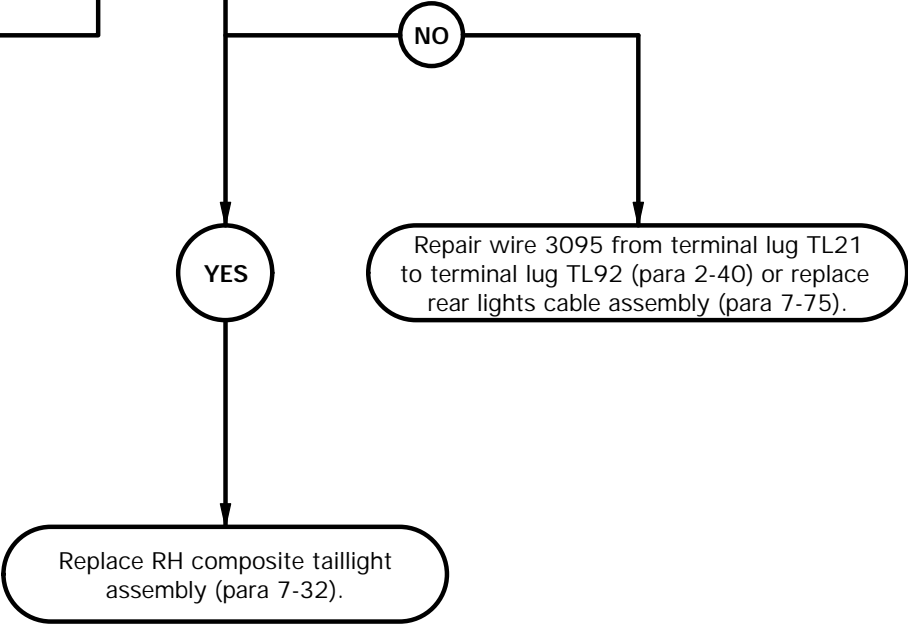 NO
YES
Repair wire 3095 from terminal lug TL21
to terminal lug TL92 (para 2-40) or replace
rear lights cable assembly (para 7-75).
Replace RH composite taillight
assembly (para 7-32).